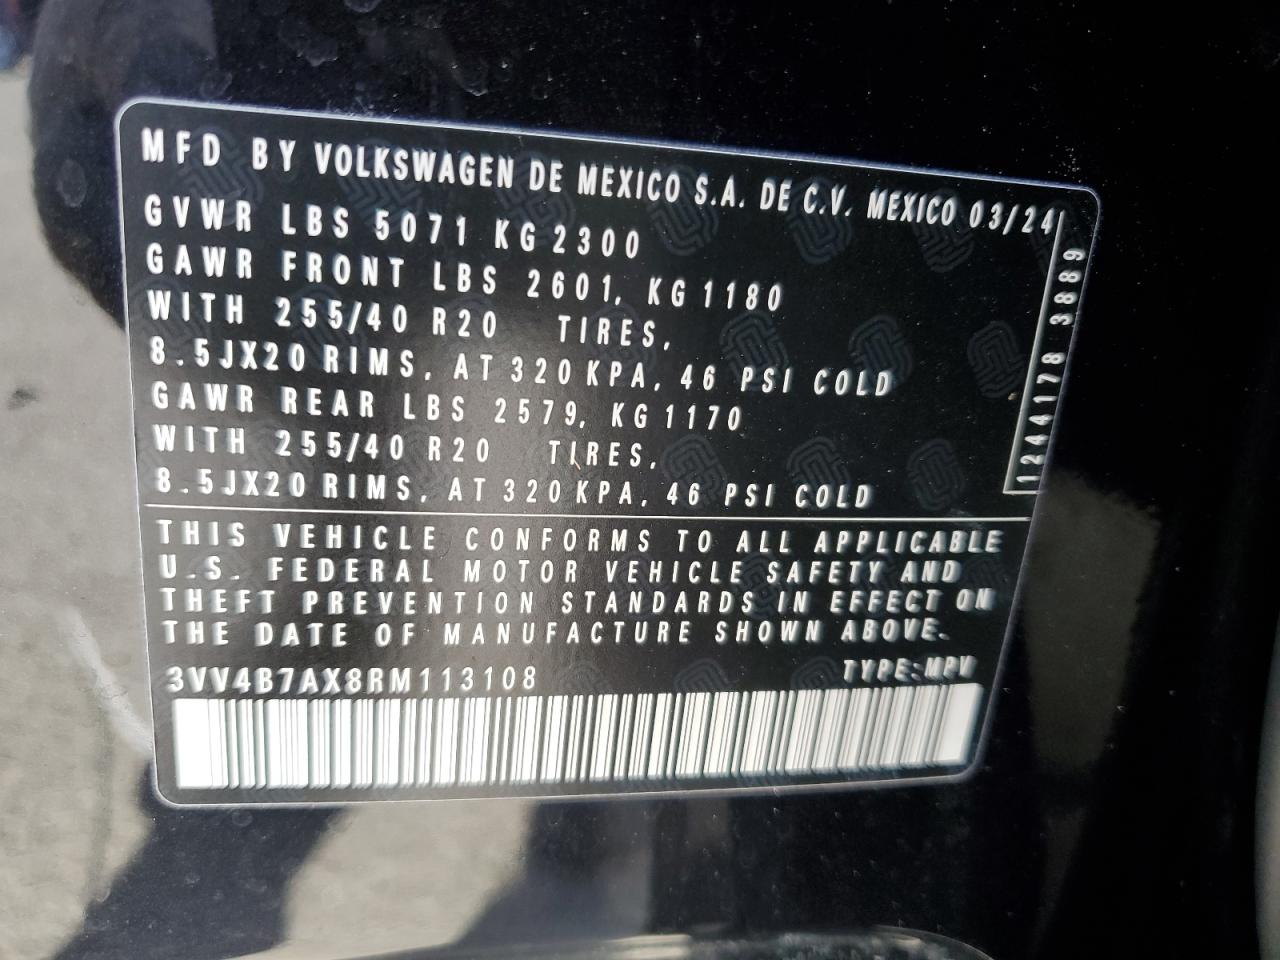 MFD BY VOLKSWAGEN DE MEXICO S.A. DE C.V. MEXICO 03/24
GVWR LBS 5071 KG 2300
GAWR FRONT LBS 2601, KG 1180
WITH 255/40 R20 TIRES,
8.5JX20 RIMS, AT 320 KPA, 46 PSI COLD
GAWR REAR LBS 2579, KG 1170
WITH 255/40 R20 TIRES,
8.5JX20 RIMS, AT 320 KPA, 46 PSI COLD
1244178 3889
THIS VEHICLE CONFORMS TO ALL APPLICABLE
U.S. FEDERAL MOTOR VEHICLE SAFETY AND
THEFT PREVENTION STANDARDS IN EFFECT ON
THE DATE OF MANUFACTURE SHOWN ABOVE.
3VV4B7AX8RM113108 TYPE:MPV